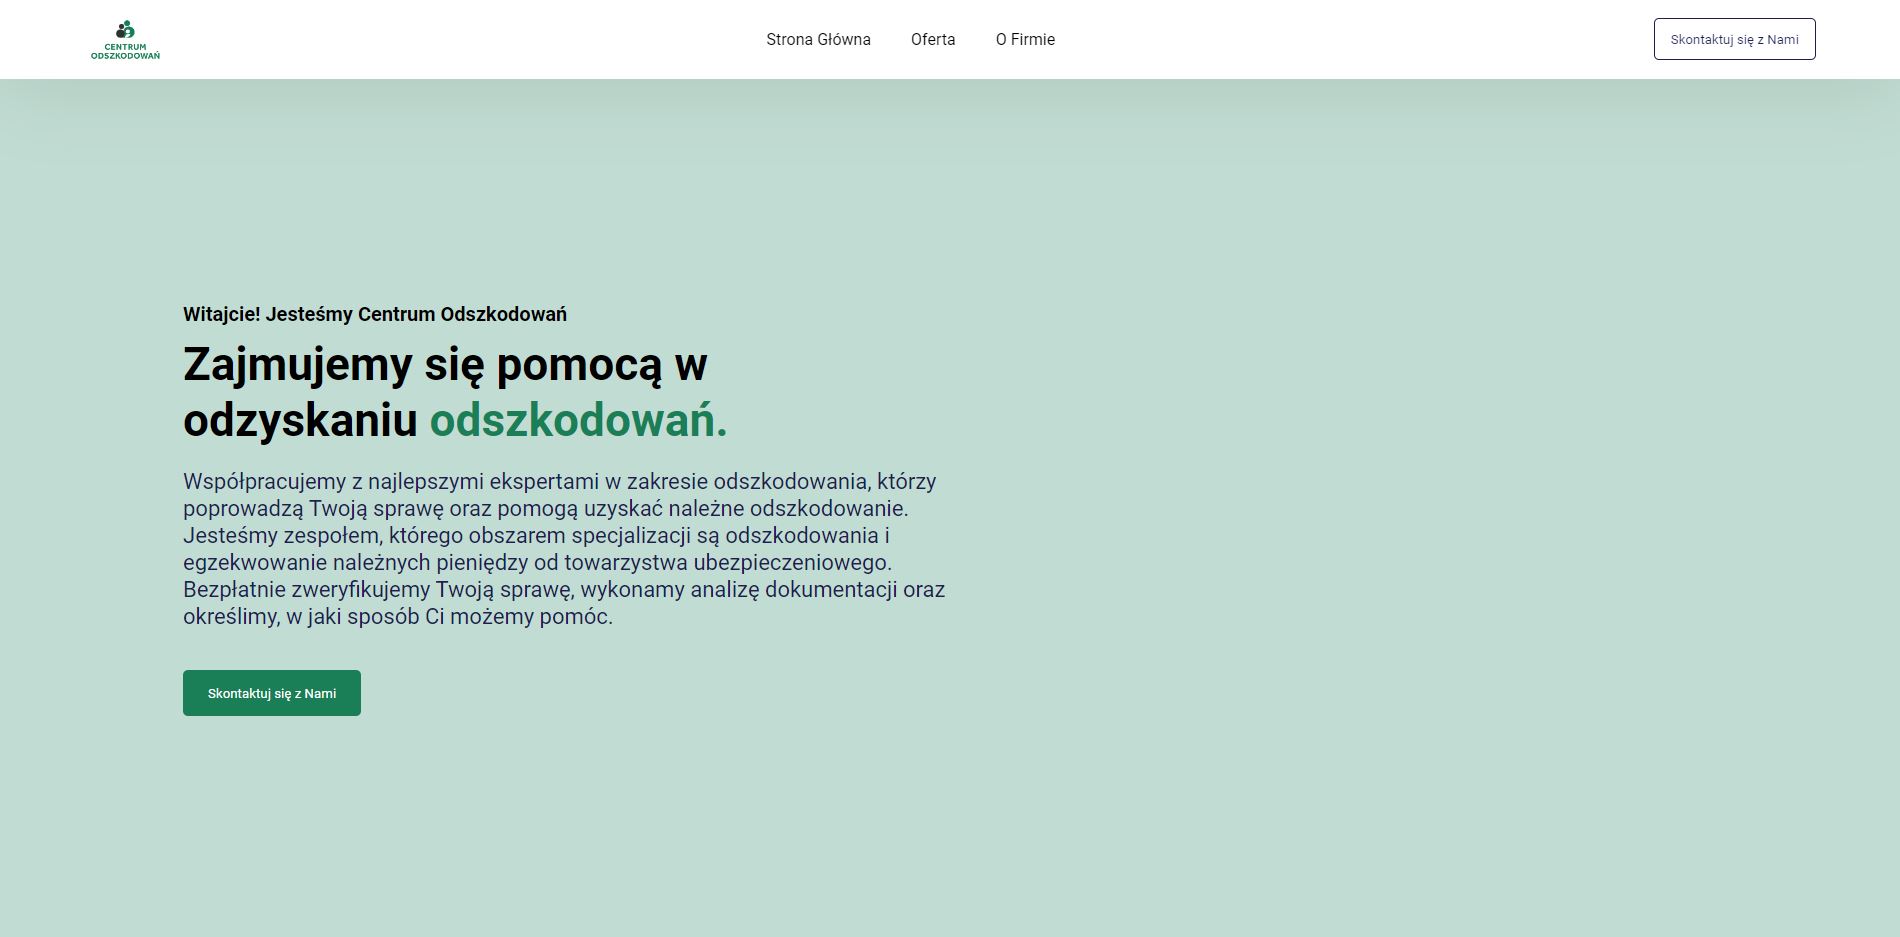 CENTRUM
ODSZKODOWAŃ
Strona Główna
Oferta
O Firmie
Skontaktuj się z Nami
Witajcie! Jesteśmy Centrum Odszkodowań
Zajmujemy się pomocą w
odzyskaniu odszkodowań.
Współpracujemy z najlepszymi ekspertami w zakresie odszkodowania, którzy
poprowadzą Twoją sprawę oraz pomogą uzyskać należne odszkodowanie.
Jesteśmy zespołem, którego obszarem specjalizacji są odszkodowania i
egzekwowanie należnych pieniędzy od towarzystwa ubezpieczeniowego.
Bezpłatnie zweryfikujemy Twoją sprawę, wykonamy analizę dokumentacji oraz
określimy, w jaki sposób Ci możemy pomóc.
Skontaktuj się z Nami